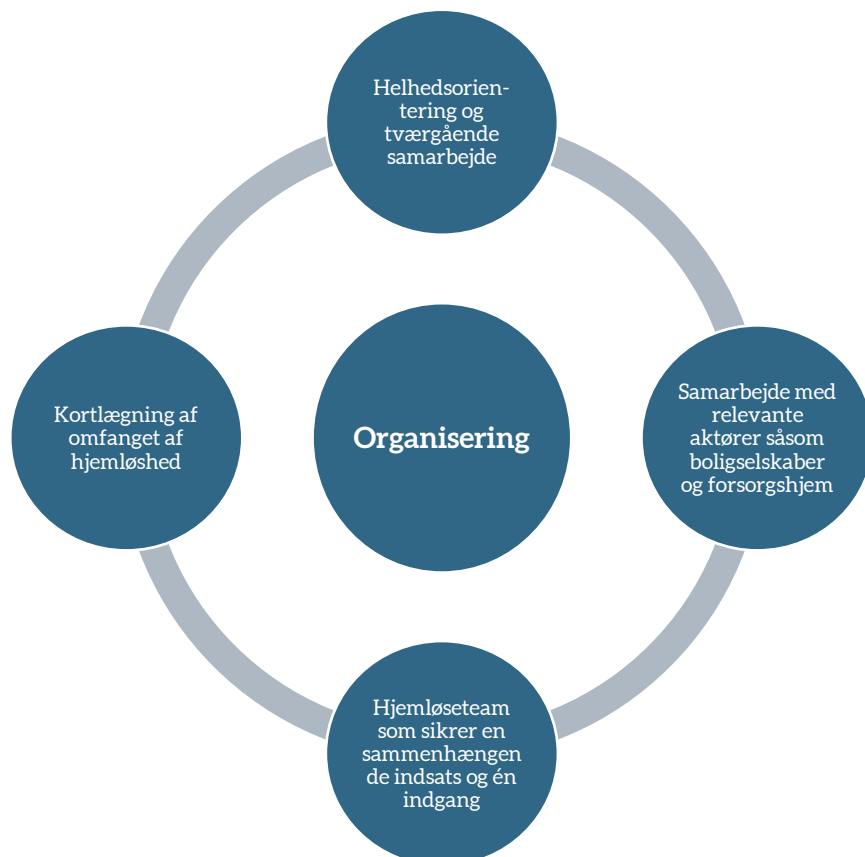 Helhedsorien-
tering og
tværgående
samarbejde
Kortlægning af
omfanget af
hjemløshed
Organisering
Samarbejde med
relevante
aktører såsom
boligselskaber
og forsorgshjem
Hjemløseteam
som sikrer en
sammenhængen
de indsats og én
indgang